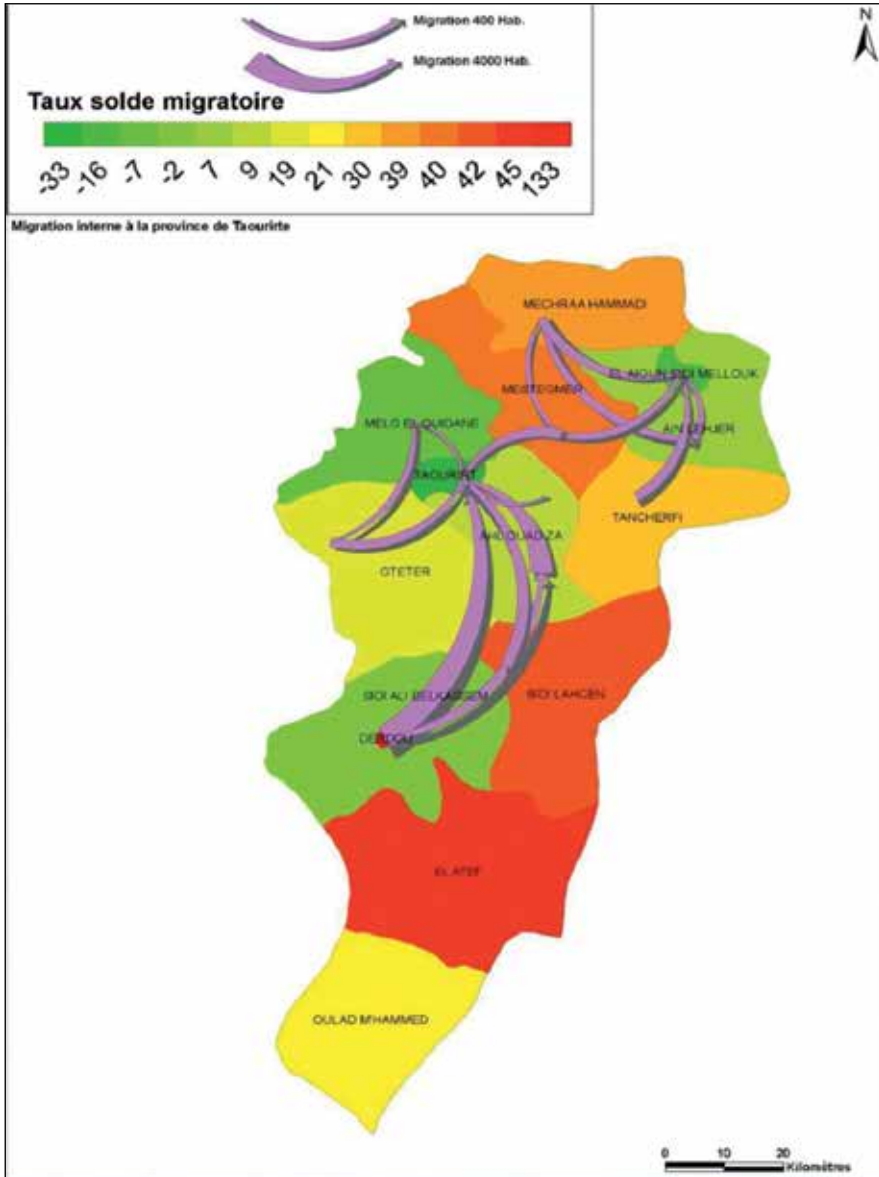 N
Migration 400 Hab.
Migration 4000 Hab.
Taux solde migratoire
-33 -16 -7 -2 7 9 19 21 30 39 40 42 45 133
Migration interne à la province de Taourirte
MECHRAA HAMMADI
EL AIOUN SIDI MELLOUK
MESTEGMER
MELG EL OUIDANE
AIN LEHJER
TAOURIRT
TANCHERFI
AHL OUAD ZA
GTETER
SIDI ALI BELKASSEM
SIDI LAHCEN
DEBDOU
EL ATEF
OULAD M'HAMMED
0 10 20
Kilomètres